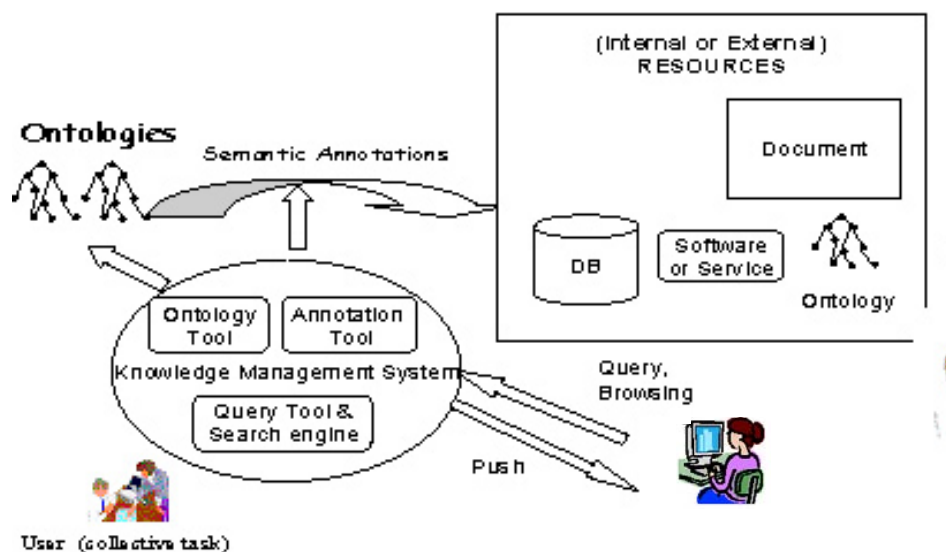 (Internal or External)
RESOURCES
Ontologies
Semantic Annotations
Document
DB
Software
or Service
Ontology
Ontology
Tool
Annotation
Tool
Knowledge Management System
Query Tool &
Search engine
Query,
Browsing
Push
User (collective task)